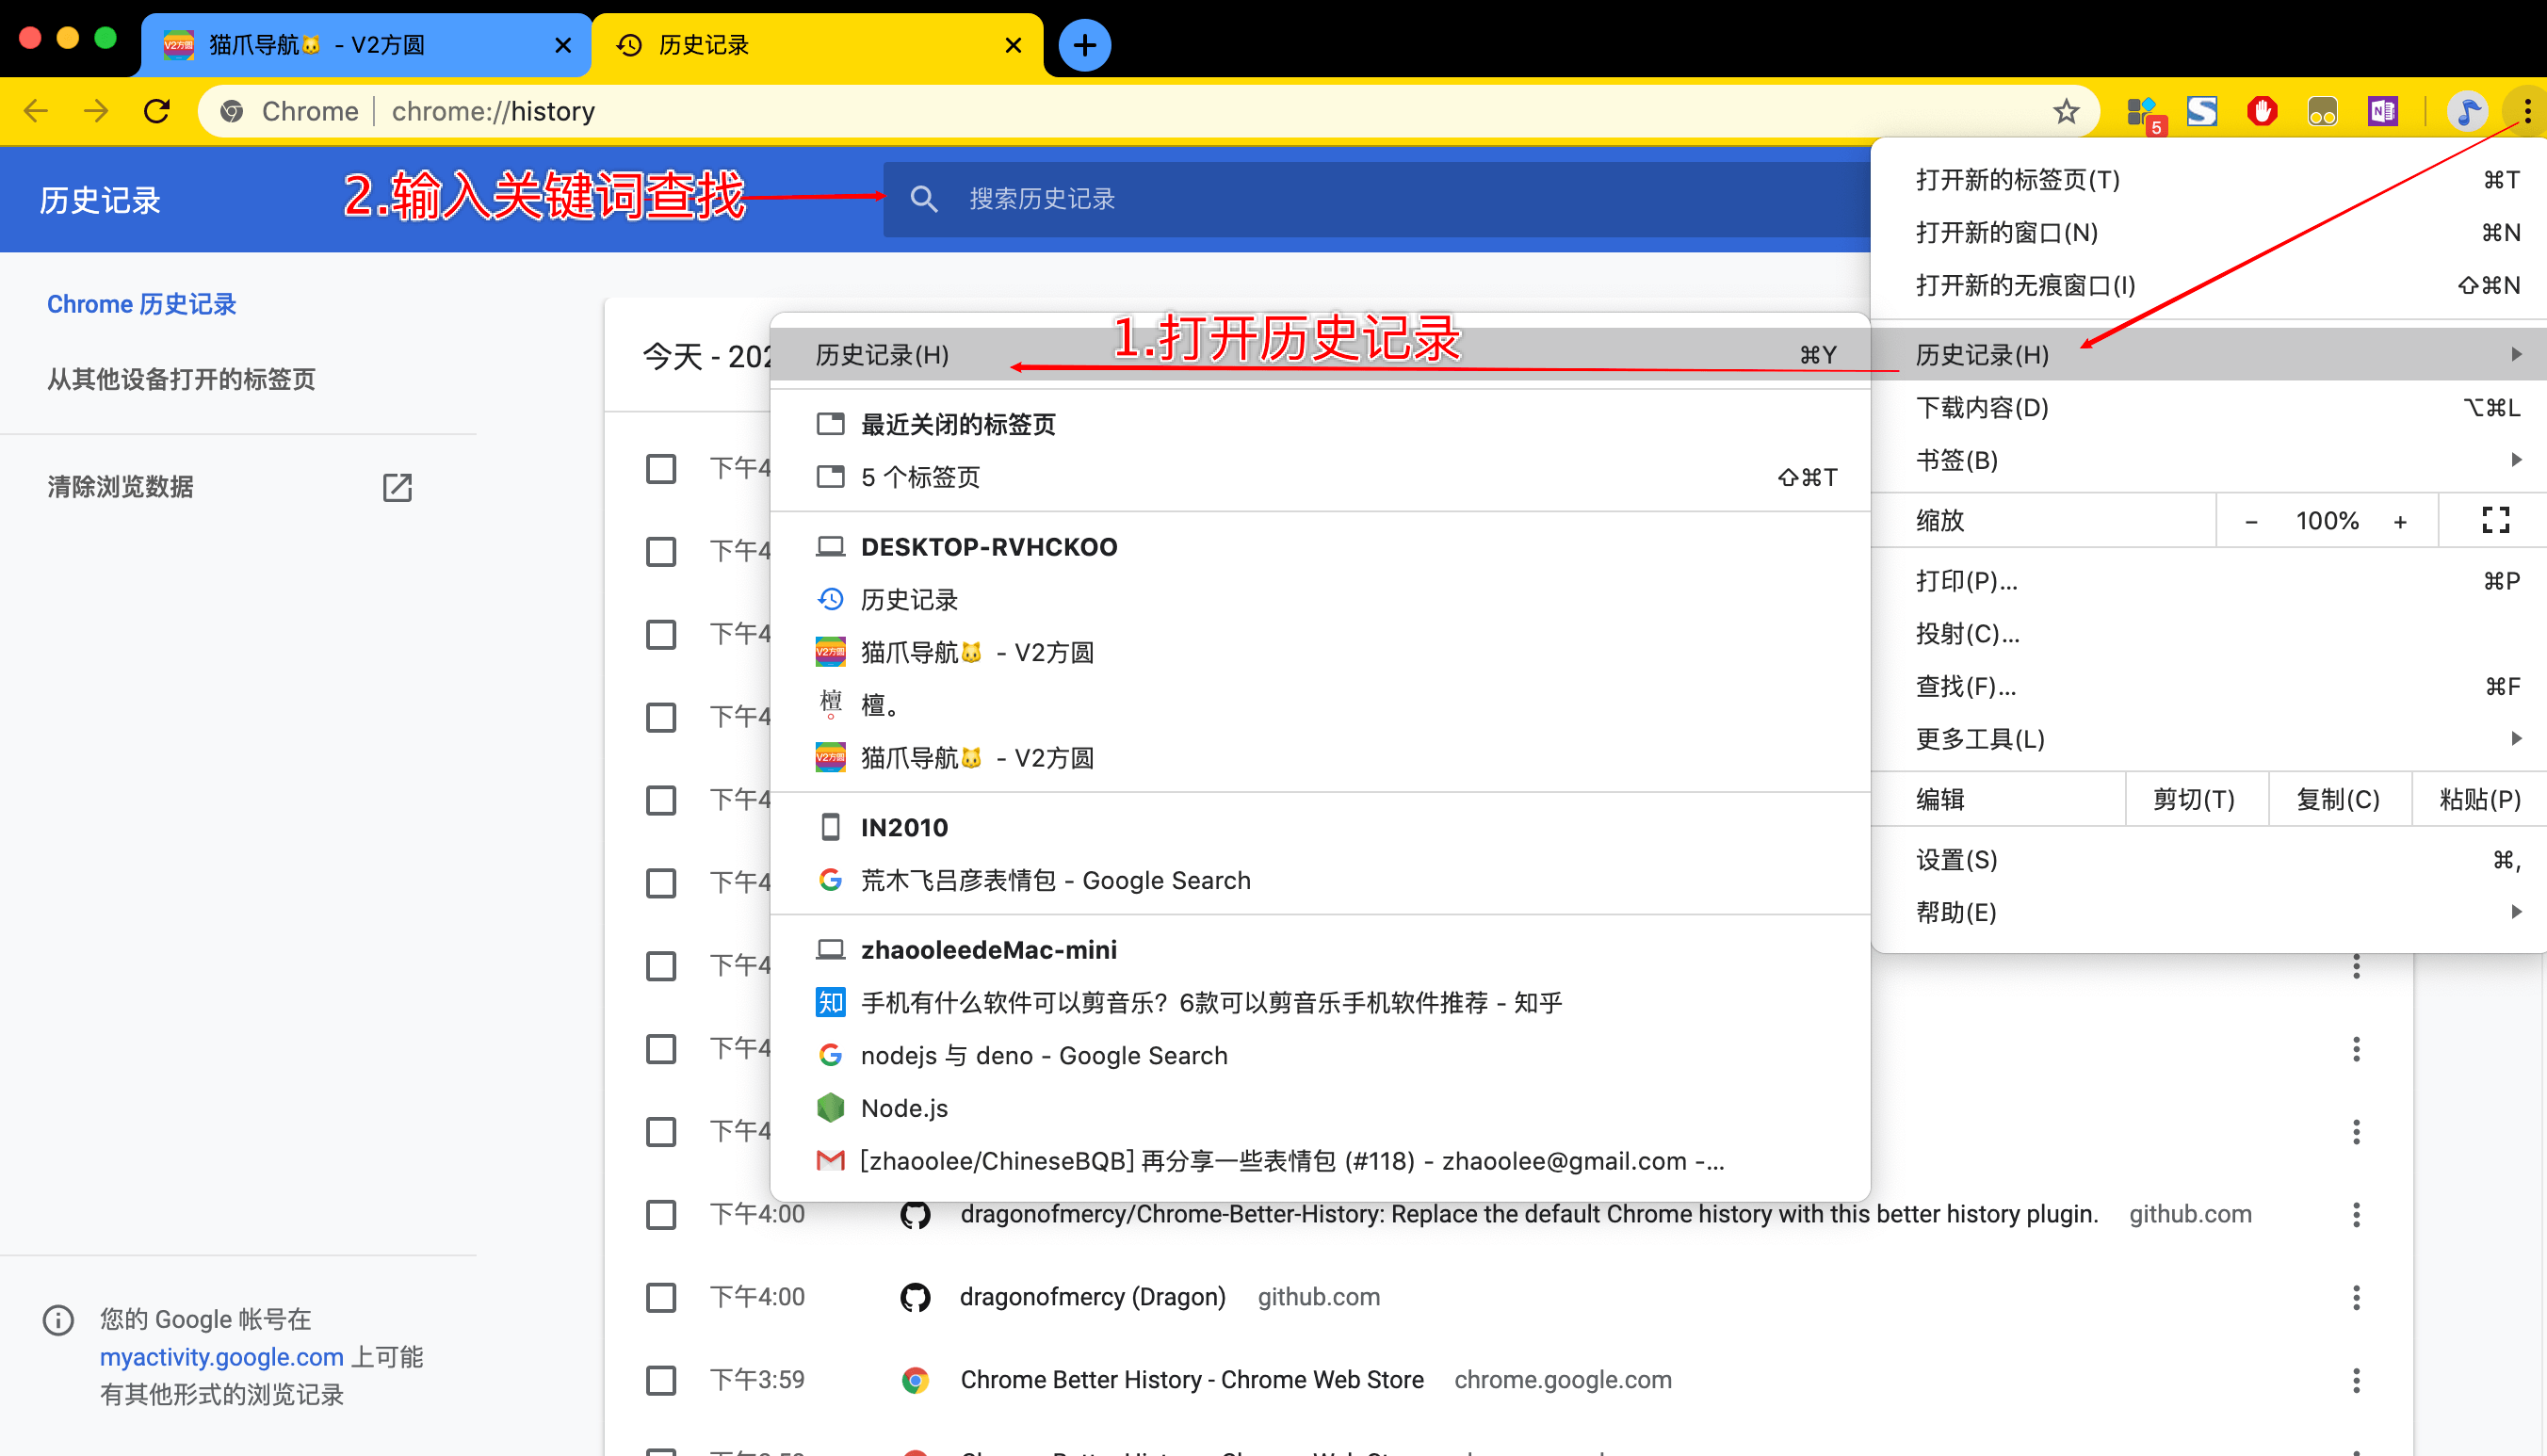 猫爪导航🐱 - V2方圆
历史记录
Chrome | chrome://history
5
历史记录
2.输入关键词查找
搜索历史记录
Chrome 历史记录
从其他设备打开的标签页
清除浏览数据
您的 Google 帐号在
myactivity.google.com 上可能
有其他形式的浏览记录
今天 - 202
1.打开历史记录
历史记录(H) ⌘Y
最近关闭的标签页
5 个标签页 ⇧⌘T
DESKTOP-RVHCKOO
历史记录
V2方圆 猫爪导航🐱 - V2方圆
檀。 檀。
V2方圆 猫爪导航🐱 - V2方圆
IN2010
荒木飞吕彦表情包 - Google Search
zhaooleedeMac-mini
知 手机有什么软件可以剪音乐？6款可以剪音乐手机软件推荐 - 知乎
nodejs 与 deno - Google Search
Node.js
[zhaoolee/ChineseBQB] 再分享一些表情包 (#118) - zhaoolee@gmail.com -...
打开新的标签页(T) ⌘T
打开新的窗口(N) ⌘N
打开新的无痕窗口(I) ⇧⌘N
历史记录(H)
下载内容(D) ⌥⌘L
书签(B)
缩放 - 100% +
打印(P)... ⌘P
投射(C)...
查找(F)... ⌘F
更多工具(L)
编辑 剪切(T) 复制(C) 粘贴(P)
设置(S) ⌘,
帮助(E)
下午4
下午4
下午4
下午4
下午4
下午4
下午4
下午4
下午4
下午4:00 dragonofmercy/Chrome-Better-History: Replace the default Chrome history with this better history plugin. github.com
下午4:00 dragonofmercy (Dragon) github.com
下午3:59 Chrome Better History - Chrome Web Store chrome.google.com